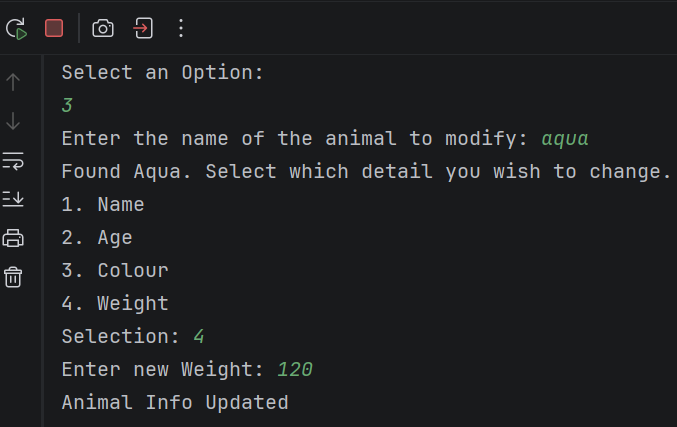 Select an Option:
3
Enter the name of the animal to modify: aqua
Found Aqua. Select which detail you wish to change.
1. Name
2. Age
3. Colour
4. Weight
Selection: 4
Enter new Weight: 120
Animal Info Updated